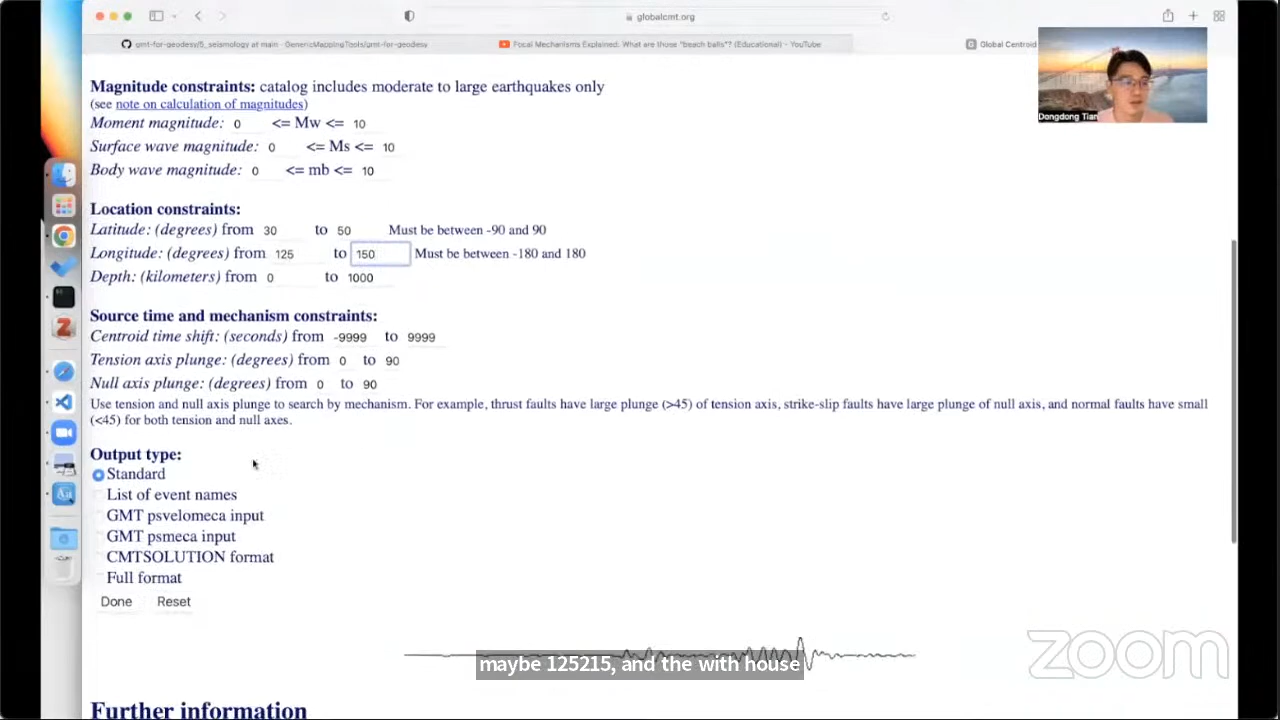 globalcmt.org
gmt-for-geodesy/5_seismology at main · GenericMappingTools/gmt-for-geodesy
Focal Mechanisms Explained. What are those "beach balls"? (Educational) - YouTube
Global Centroid
Dongdong Tian
Magnitude constraints: catalog includes moderate to large earthquakes only
(see note on calculation of magnitudes)
Moment magnitude: 0 <= Mw <= 10
Surface wave magnitude: 0 <= Ms <= 10
Body wave magnitude: 0 <= mb <= 10
Location constraints:
Latitude: (degrees) from 30 to 50 Must be between -90 and 90
Longitude: (degrees) from 125 to 150 Must be between -180 and 180
Depth: (kilometers) from 0 to 1000
Source time and mechanism constraints:
Centroid time shift: (seconds) from -9999 to 9999
Tension axis plunge: (degrees) from 0 to 90
Null axis plunge: (degrees) from 0 to 90
Use tension and null axis plunge to search by mechanism. For example, thrust faults have large plunge (>45) of tension axis, strike-slip faults have large plunge of null axis, and normal faults have small
(<45) for both tension and null axes.
Output type:
Standard
List of event names
GMT psvelomeca input
GMT psmeca input
CMTSOLUTION format
Full format
Done Reset
zoom
maybe 125215, and the with house
Further information